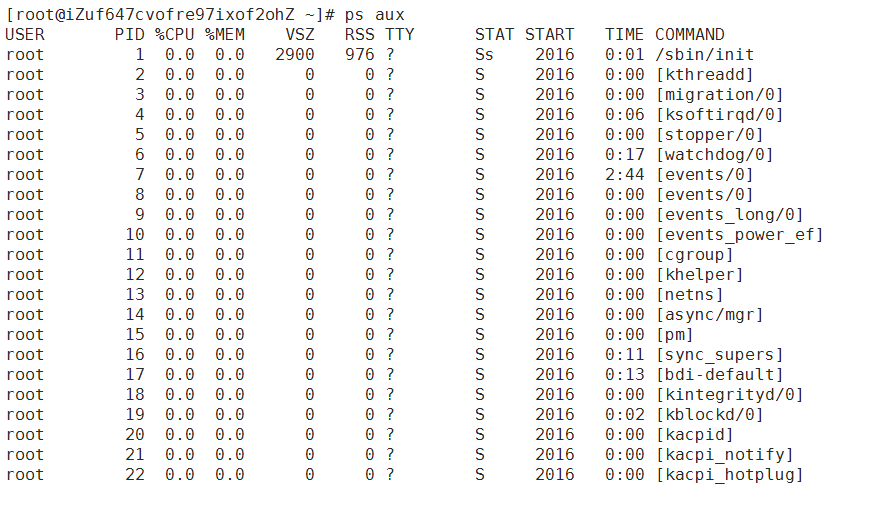 [root@iZuf647cvofre97ixof2ohZ ~]# ps aux
USER       PID %CPU %MEM    VSZ   RSS TTY      STAT START   TIME COMMAND
root         1  0.0  0.0   2900   976 ?        Ss    2016   0:01 /sbin/init
root         2  0.0  0.0      0     0 ?        S     2016   0:00 [kthreadd]
root         3  0.0  0.0      0     0 ?        S     2016   0:00 [migration/0]
root         4  0.0  0.0      0     0 ?        S     2016   0:06 [ksoftirqd/0]
root         5  0.0  0.0      0     0 ?        S     2016   0:00 [stopper/0]
root         6  0.0  0.0      0     0 ?        S     2016   0:17 [watchdog/0]
root         7  0.0  0.0      0     0 ?        S     2016   2:44 [events/0]
root         8  0.0  0.0      0     0 ?        S     2016   0:00 [events/0]
root         9  0.0  0.0      0     0 ?        S     2016   0:00 [events_long/0]
root        10  0.0  0.0      0     0 ?        S     2016   0:00 [events_power_ef]
root        11  0.0  0.0      0     0 ?        S     2016   0:00 [cgroup]
root        12  0.0  0.0      0     0 ?        S     2016   0:00 [khelper]
root        13  0.0  0.0      0     0 ?        S     2016   0:00 [netns]
root        14  0.0  0.0      0     0 ?        S     2016   0:00 [async/mgr]
root        15  0.0  0.0      0     0 ?        S     2016   0:00 [pm]
root        16  0.0  0.0      0     0 ?        S     2016   0:11 [sync_supers]
root        17  0.0  0.0      0     0 ?        S     2016   0:13 [bdi-default]
root        18  0.0  0.0      0     0 ?        S     2016   0:00 [kintegrityd/0]
root        19  0.0  0.0      0     0 ?        S     2016   0:02 [kblockd/0]
root        20  0.0  0.0      0     0 ?        S     2016   0:00 [kacpid]
root        21  0.0  0.0      0     0 ?        S     2016   0:00 [kacpi_notify]
root        22  0.0  0.0      0     0 ?        S     2016   0:00 [kacpi_hotplug]